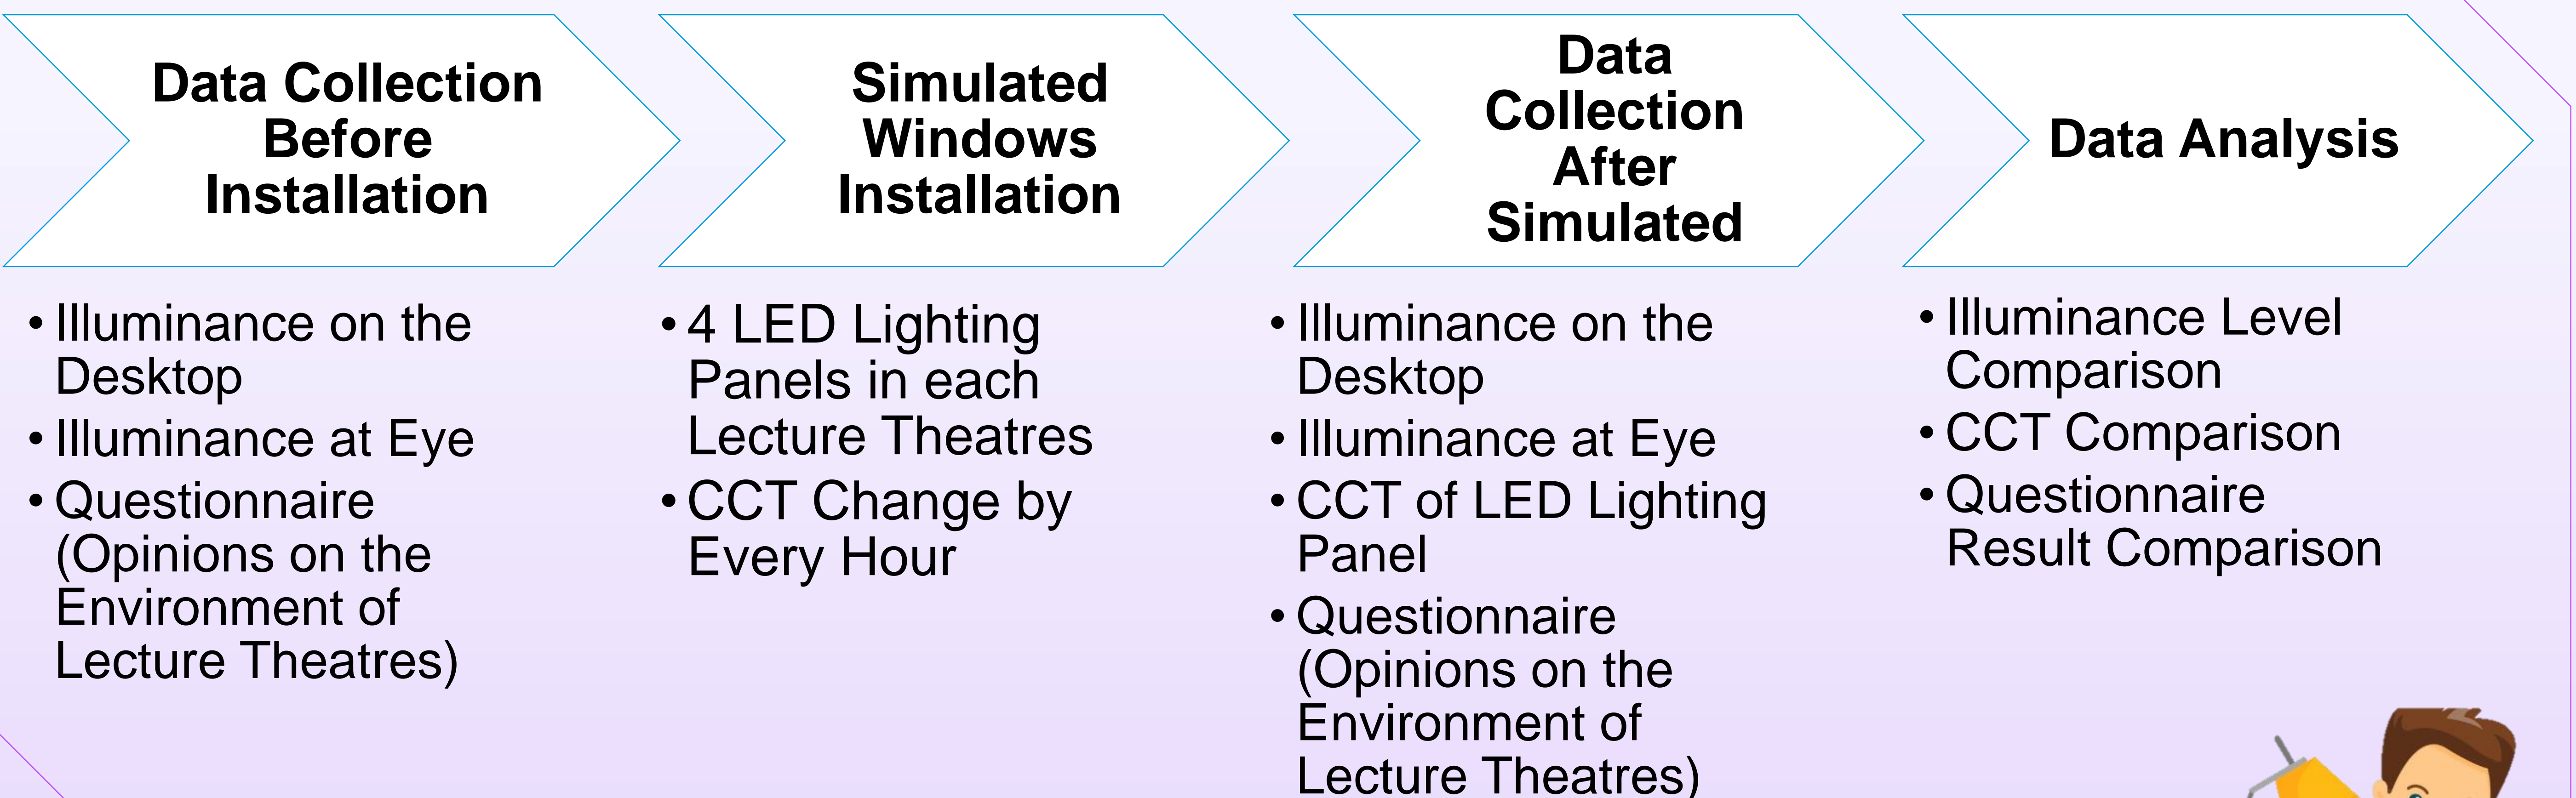 Data Collection
Before
Installation
• Illuminance on the
Desktop
• Illuminance at Eye
• Questionnaire
(Opinions on the
Environment of
Lecture Theatres)
Simulated
Windows
Installation
• 4 LED Lighting
Panels in each
Lecture Theatres
• CCT Change by
Every Hour
Data
Collection
After
Simulated
• Illuminance on the
Desktop
• Illuminance at Eye
• CCT of LED Lighting
Panel
• Questionnaire
(Opinions on the
Environment of
Lecture Theatres)
Data Analysis
• Illuminance Level
Comparison
• CCT Comparison
• Questionnaire
Result Comparison